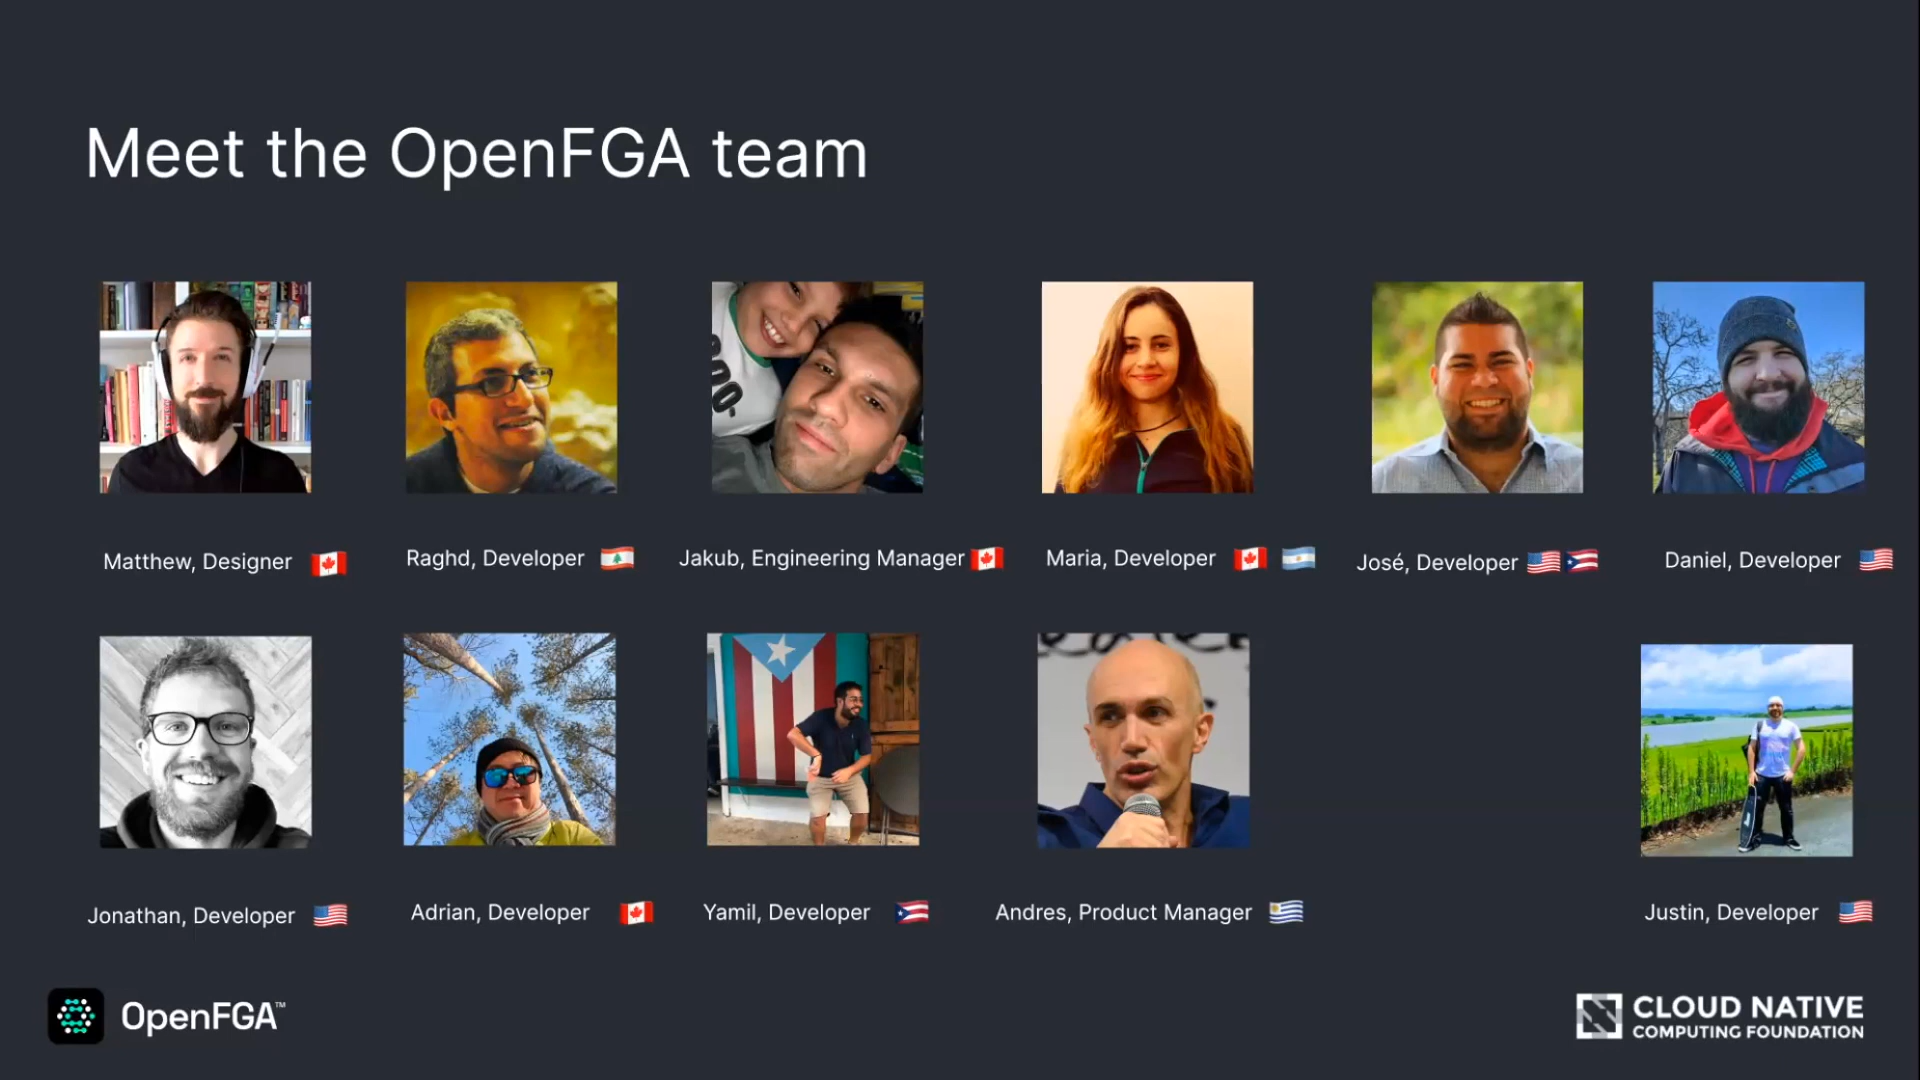 Meet the OpenFGA team
Matthew, Designer
Raghd, Developer
Jakub, Engineering Manager
Maria, Developer
José, Developer
Daniel, Developer
Jonathan, Developer
Adrian, Developer
Yamil, Developer
Andres, Product Manager
Justin, Developer
OpenFGA™
CLOUD NATIVE
COMPUTING FOUNDATION